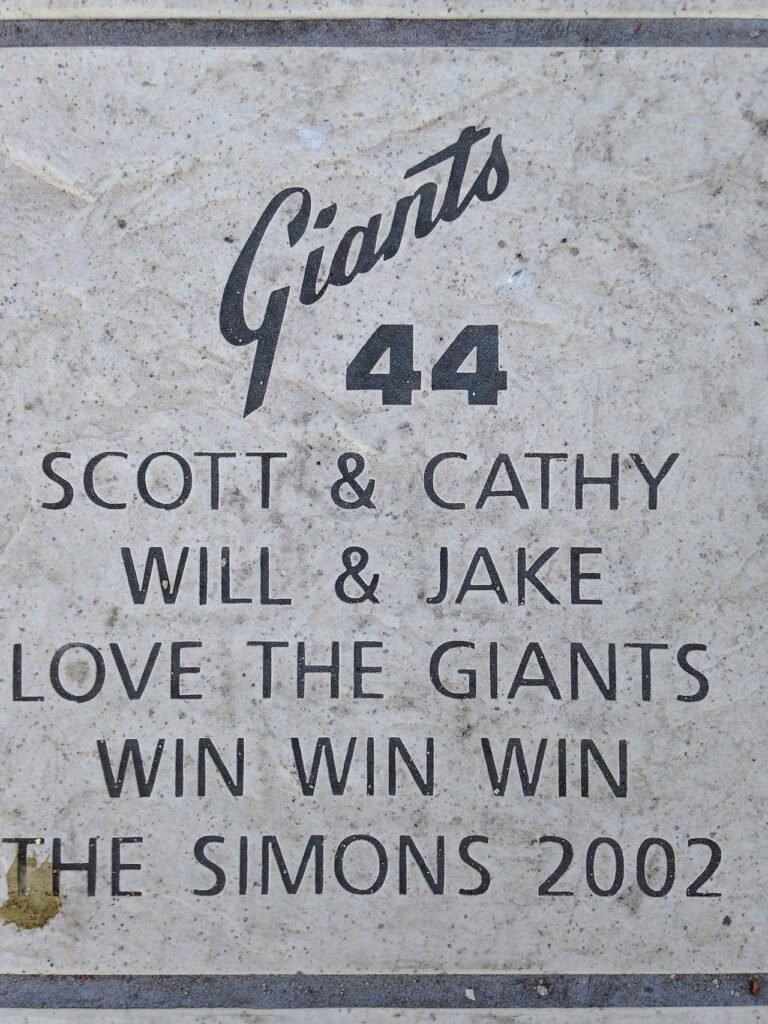 Giants
44
SCOTT & CATHY
WILL & JAKE
LOVE THE GIANTS
WIN WIN WIN
THE SIMONS 2002